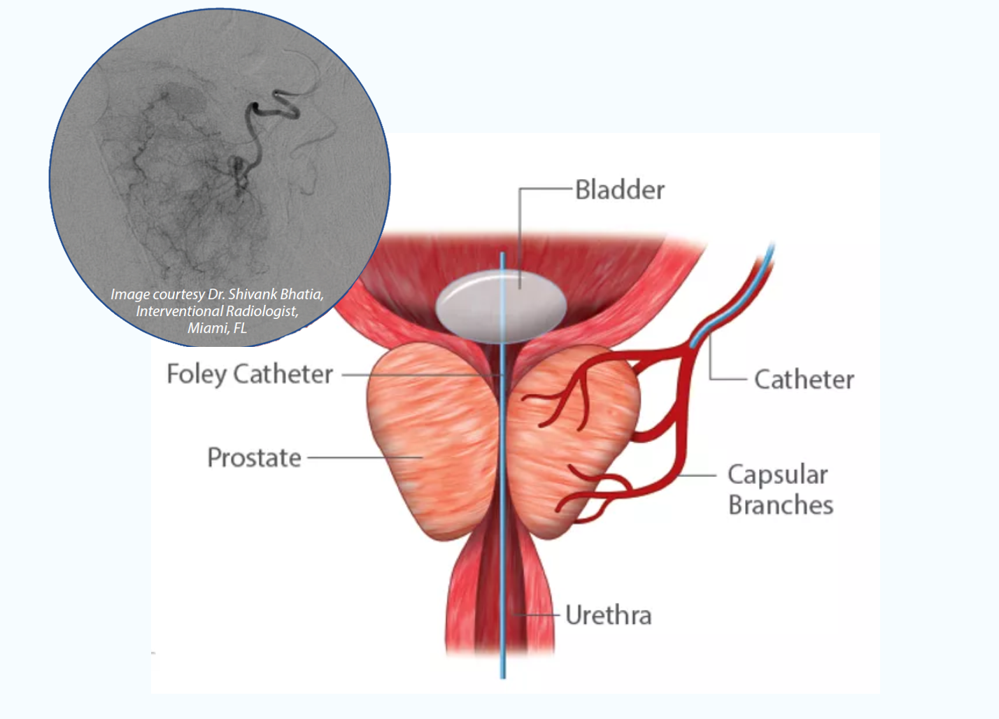 Image courtesy Dr. Shivank Bhatia,
Interventional Radiologist,
Miami, FL
Bladder
Foley Catheter
Catheter
Prostate
Capsular
Branches
Urethra